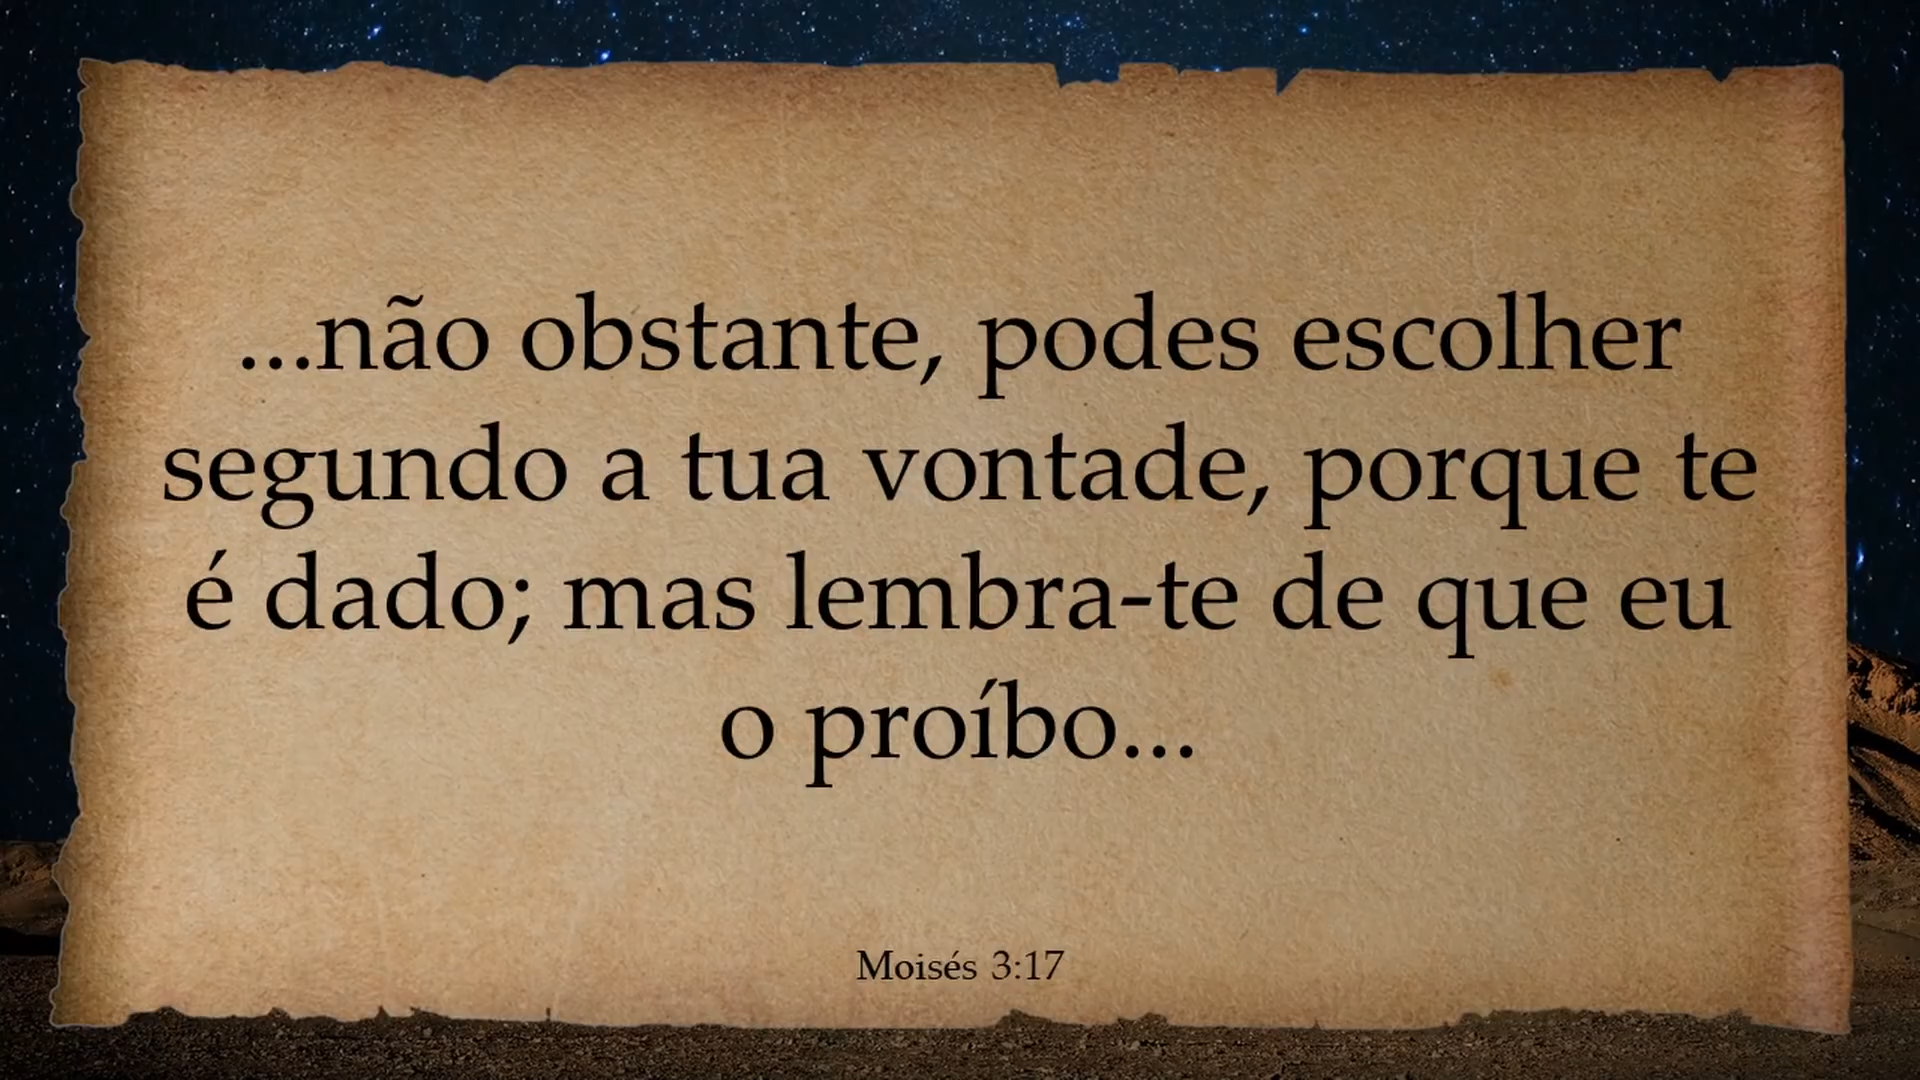 ...não obstante, podes escolher
segundo a tua vontade, porque te
é dado; mas lembra-te de que eu
o proíbo...
Moisés 3:17